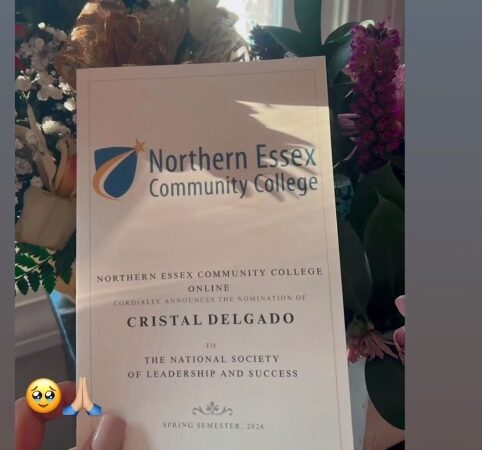 Northern Essex
Community College
NORTHERN ESSEX COMMUNITY COLLEGE
ONLINE
CORDIALLY ANNOUNCES THE NOMINATION OF
CRISTAL DELGADO
TO
THE NATIONAL SOCIETY
OF LEADERSHIP AND SUCCESS
SPRING SEMESTER, 2024